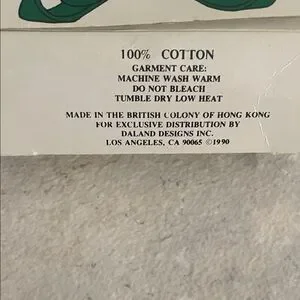 100% COTTON
GARMENT CARE:
MACHINE WASH WARM
DO NOT BLEACH
TUMBLE DRY LOW HEAT
MADE IN THE BRITISH COLONY OF HONG KONG
FOR EXCLUSIVE DISTRIBUTION BY
DALAND DESIGNS INC.
LOS ANGELES, CA 90065 ©1990